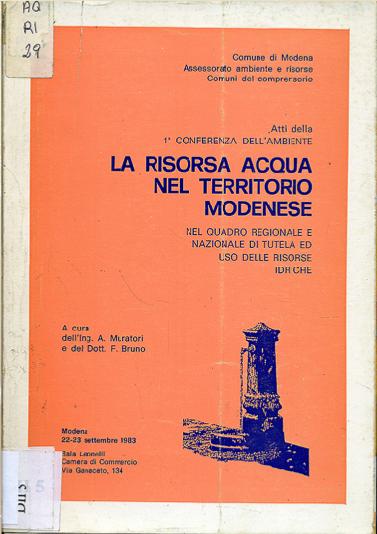 AQ
RI
29
Comune di Modena
Assessorato ambiente e risorse
Comuni del comprensorio
Atti della
1ª CONFERENZA DELL'AMBIENTE
LA RISORSA ACQUA
NEL TERRITORIO
MODENESE
NEL QUADRO REGIONALE E
NAZIONALE DI TUTELA ED
USO DELLE RISORSE
IDRICHE
A cura
dell'Ing. A. Muratori
e del Dott. F. Bruno
Modena
22-23 settembre 1983
Sala Leonelli
Camera di Commercio
Via Ganaceto, 134